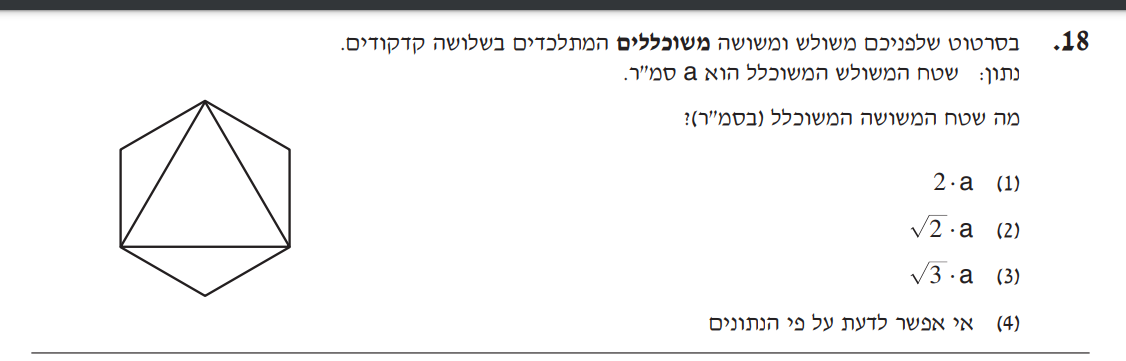 18. בסרטוט שלפניכם משולש ומשושה משוכללים המתלכדים בשלושה קדקודים.
נתון: שטח המשולש המשוכלל הוא a סמ"ר.
מה שטח המשושה המשוכלל (בסמ"ר)?
(1) 2·a
(2) √2·a
(3) √3·a
(4) אי אפשר לדעת על פי הנתונים